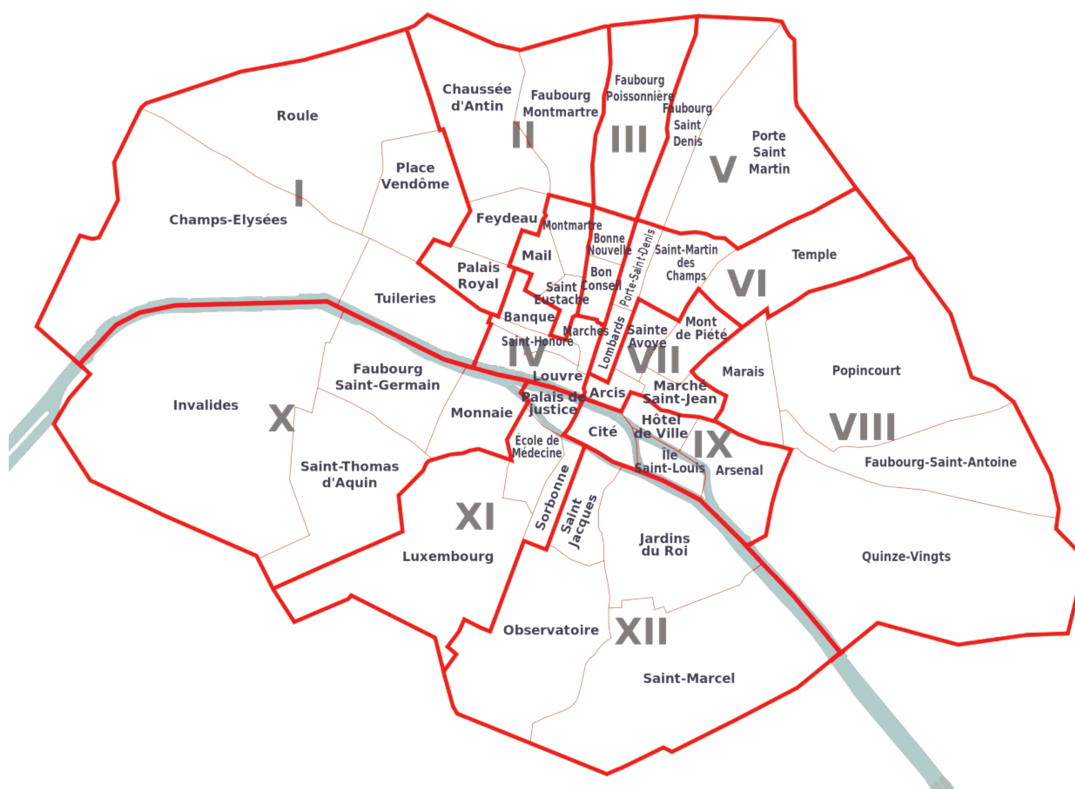 Roule
Chaussée
d'Antin
Faubourg
Montmartre
II
Faubourg
Poissonnière
III
Faubourg
Saint
Denis
Porte
Saint
Martin
V
Place
Vendôme
I
Champs-Elysées
Feydeau
Montmartre
Mail
Bonne
Nouvelle
Bon
Conseil
Porte-Saint-Denis
Saint-Martin
des
Champs
Temple
VI
Palais
Royal
Tuileries
Saint
Eustache
Banque
Marchés
Saint-Honoré
IV
Louvre
Lombards
Sainte
Avoye
Mont
de Piété
VII
Marché
Saint-Jean
Arcis
Marais
Popincourt
VIII
Faubourg-Saint-Antoine
Quinze-Vingts
Faubourg
Saint-Germain
Invalides
X
Saint-Thomas
d'Aquin
Monnaie
Palais de
Justice
Cité
Hôtel
de Ville
IX
Île
Saint-Louis
Arsenal
École de
Médecine
Sorbonne
Saint
Jacques
XI
Luxembourg
Jardins
du Roi
Observatoire
XII
Saint-Marcel